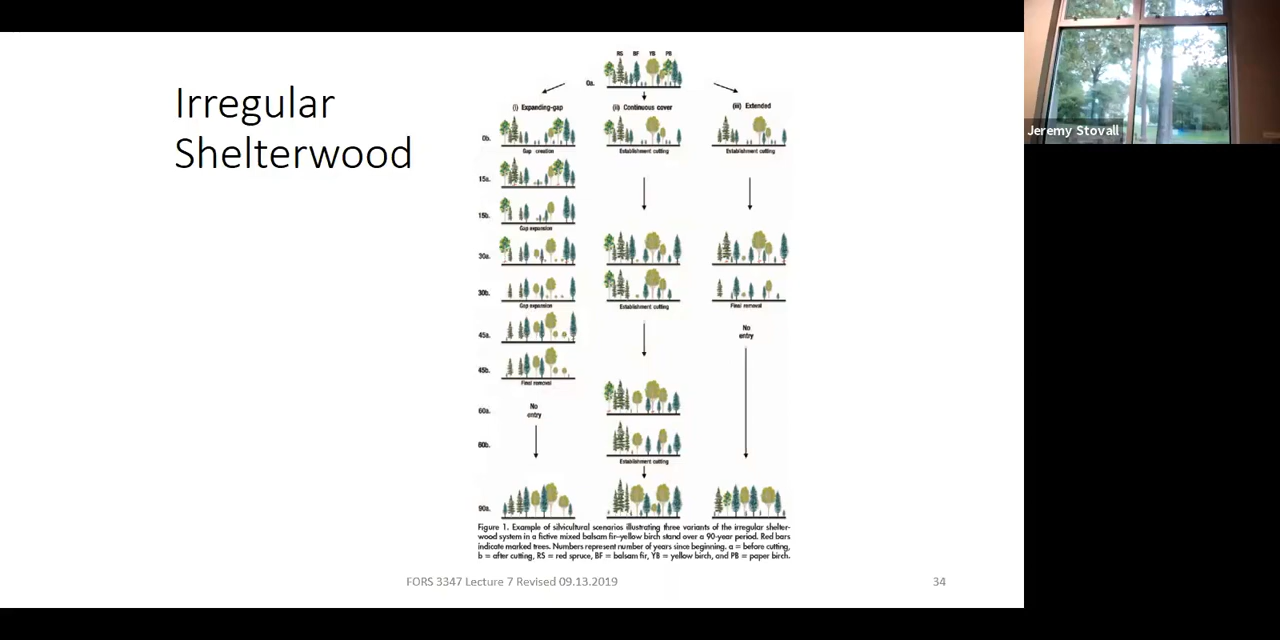 Irregular
Shelterwood
RS BF YB PB
0a.
(i) Expanding-gap
(ii) Continuous cover
(iii) Extended
0b.
Gap creation
Establishment cutting
Establishment cutting
15a.
15b.
Gap expansion
30a.
30b.
Gap expansion
Establishment cutting
Final removal
No
entry
45a.
45b.
Final removal
No
entry
60a.
60b.
Establishment cutting
90a.
Figure 1. Example of silvicultural scenarios illustrating three variants of the irregular shelter-
wood system in a fictive mixed balsam fir–yellow birch stand over a 90-year period. Red bars
indicate marked trees. Numbers represent number of years since beginning. a = before cutting,
b = after cutting, RS = red spruce, BF = balsam fir, YB = yellow birch, and PB = paper birch.
FORS 3347 Lecture 7 Revised 09.13.2019
34
Jeremy Stovall